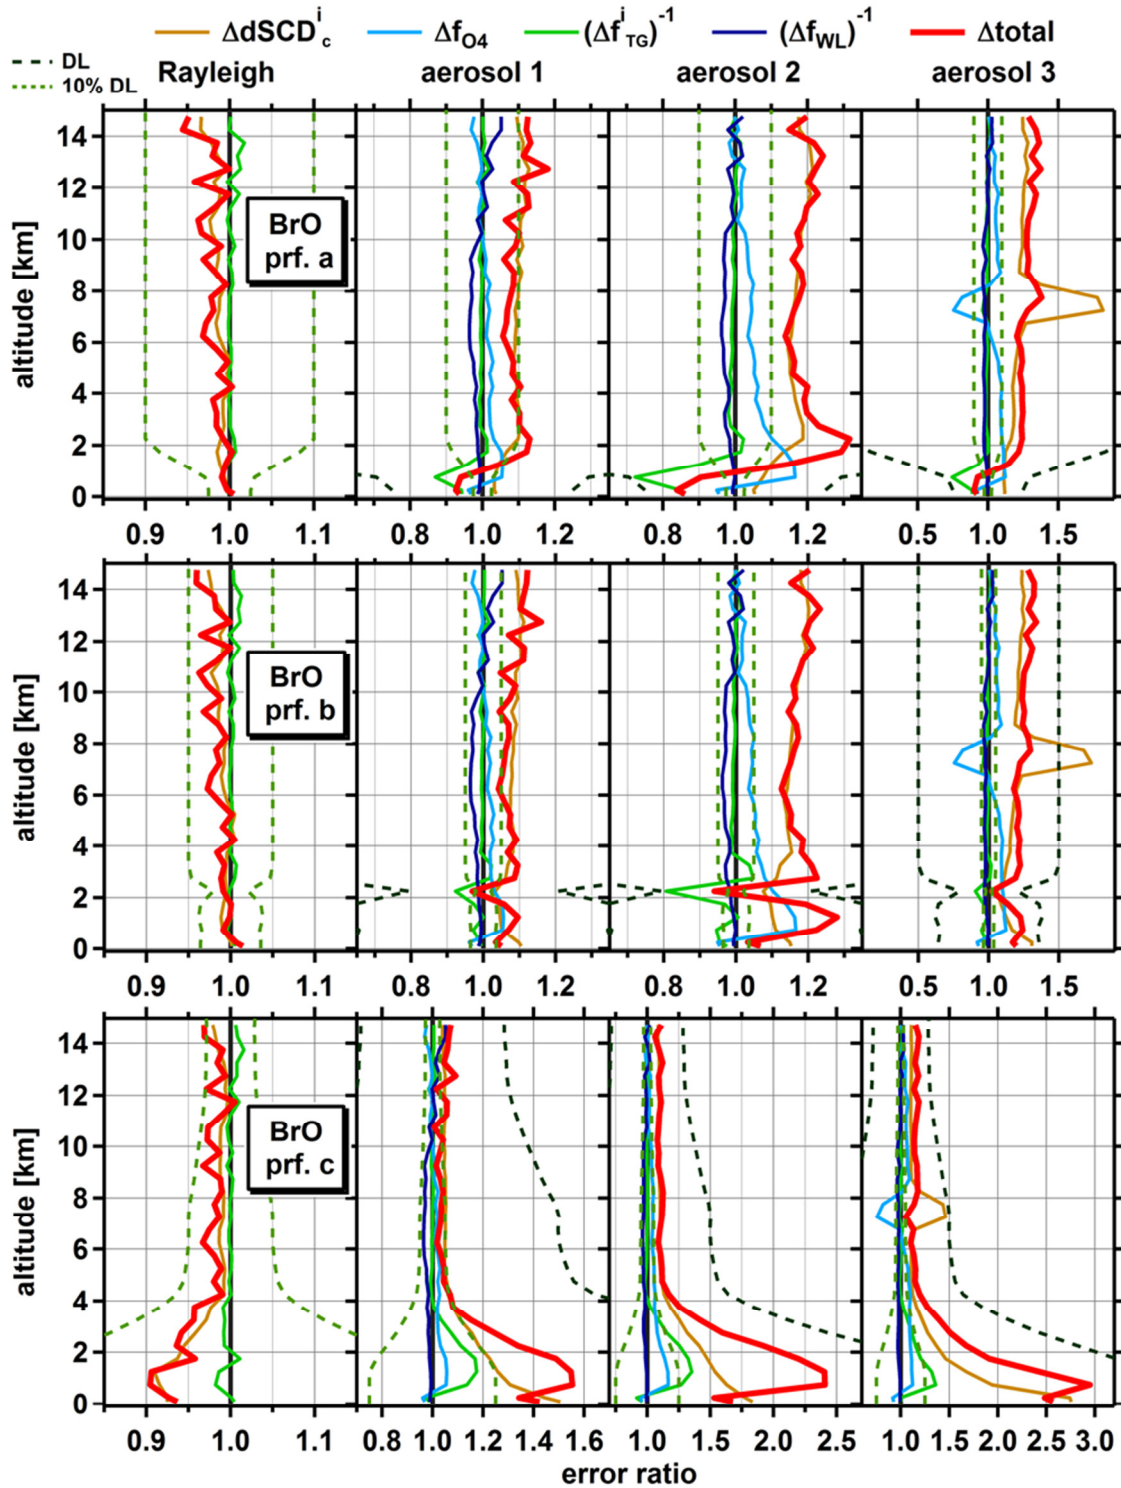 ΔdSCD_c^i Δf_O4 (Δf_TG^i)^-1 (Δf_WL)^-1 Δtotal
DL
10% DL
Rayleigh aerosol 1 aerosol 2 aerosol 3
altitude [km]
14
12
10
8
6
4
2
0
BrO
prf. a
0.9 1.0 1.1 0.8 1.0 1.2 0.8 1.0 1.2 0.5 1.0 1.5
altitude [km]
14
12
10
8
6
4
2
0
BrO
prf. b
0.9 1.0 1.1 0.8 1.0 1.2 0.8 1.0 1.2 0.5 1.0 1.5
altitude [km]
14
12
10
8
6
4
2
0
BrO
prf. c
0.9 1.0 1.1 0.8 1.0 1.2 1.4 1.6 1.0 1.5 2.0 2.5 1.0 1.5 2.0 2.5 3.0
error ratio